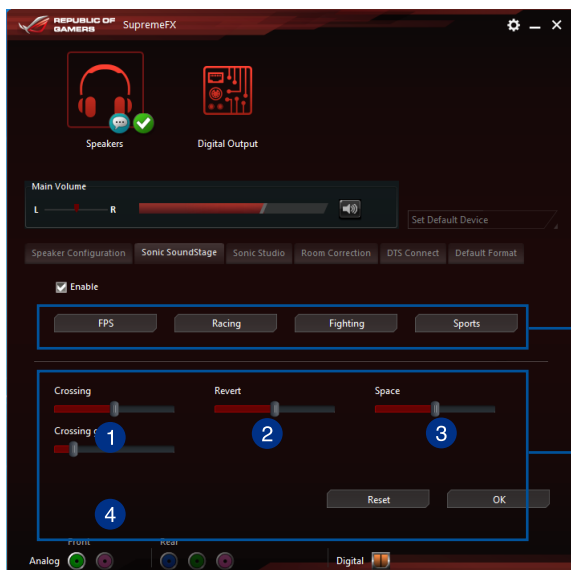 REPUBLIC OF
GAMERS
SupremeFX
Speakers
Digital Output
Main Volume
L
R
Set Default Device
Speaker Configuration
Sonic SoundStage
Sonic Studio
Room Correction
DTS Connect
Default Format
Enable
FPS
Racing
Fighting
Sports
Crossing
Revert
Space
Crossing
1
2
3
4
Reset
OK
Front
Rear
Analog
Digital